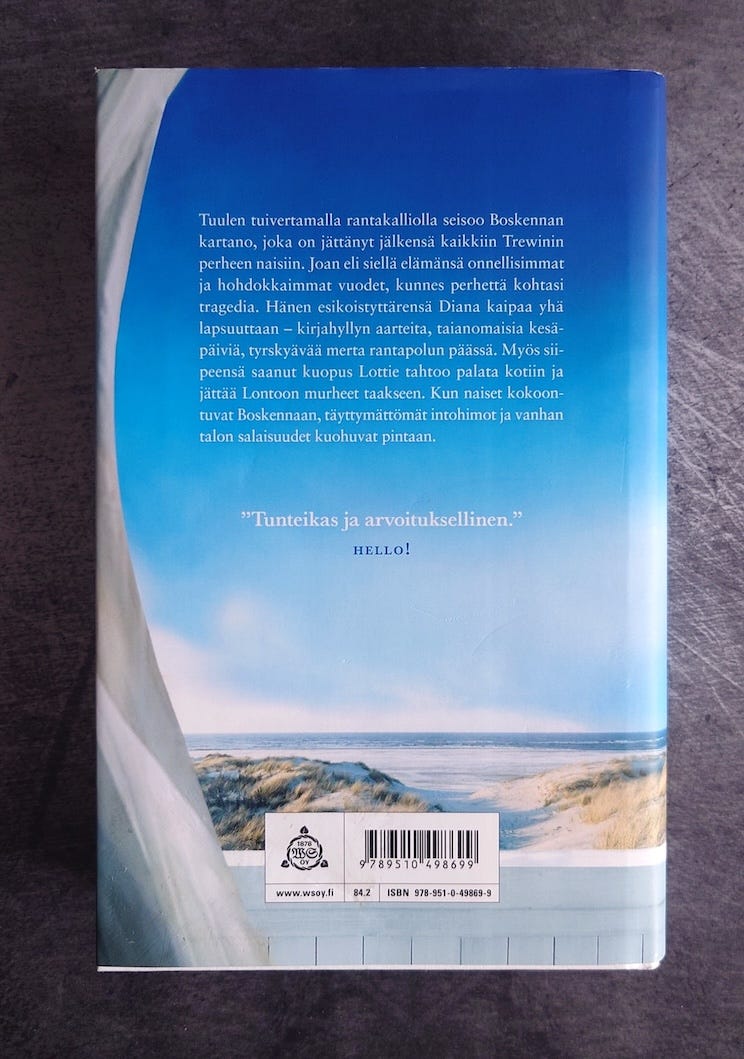 Tuulen tuivertamalla rantakalliolla seisoo Boskennan
kartano, joka on jättänyt jälkensä kaikkiin Trewinin
perheen naisiin. Joan eli siellä elämänsä onnellisimmat
ja hohdokkaimmat vuodet, kunnes perhettä kohtasi
tragedia. Hänen esikoistyttärensä Diana kaipaa yhä
lapsuuttaan – kirjahyllyn aarteita, taianomaisia kesä-
päiviä, tyrskyävää merta rantapolun päässä. Myös sii-
peensä saanut kuopus Lottie tahtoo palata kotiin ja
jättää Lontoon murheet taakseen. Kun naiset kokoon-
tuvat Boskennaan, täyttymättömät intohimot ja vanhan
talon salaisuudet kuohuvat pintaan.
”Tunteikas ja arvoituksellinen.”
HELLO!
1878
WS
OY
9789510498699
www.wsoy.fi
84.2
ISBN 978-951-0-49869-9